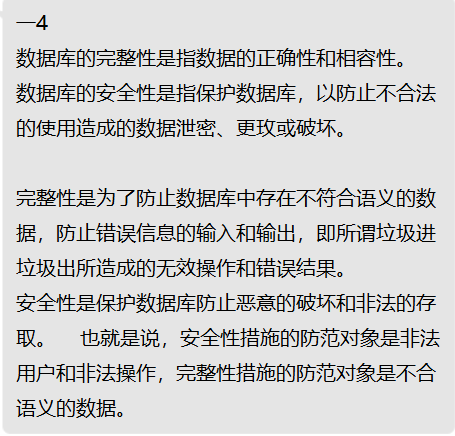 一4
数据库的完整性是指数据的正确性和相容性。
数据库的安全性是指保护数据库，以防止不合法
的使用造成的数据泄密、更玫或破坏。
完整性是为了防止数据库中存在不符合语义的数
据，防止错误信息的输入和输出，即所谓垃圾进
垃圾出所造成的无效操作和错误结果。
安全性是保护数据库防止恶意的破坏和非法的存
取。 也就是说，安全性措施的防范对象是非法
用户和非法操作，完整性措施的防范对象是不合
语义的数据。